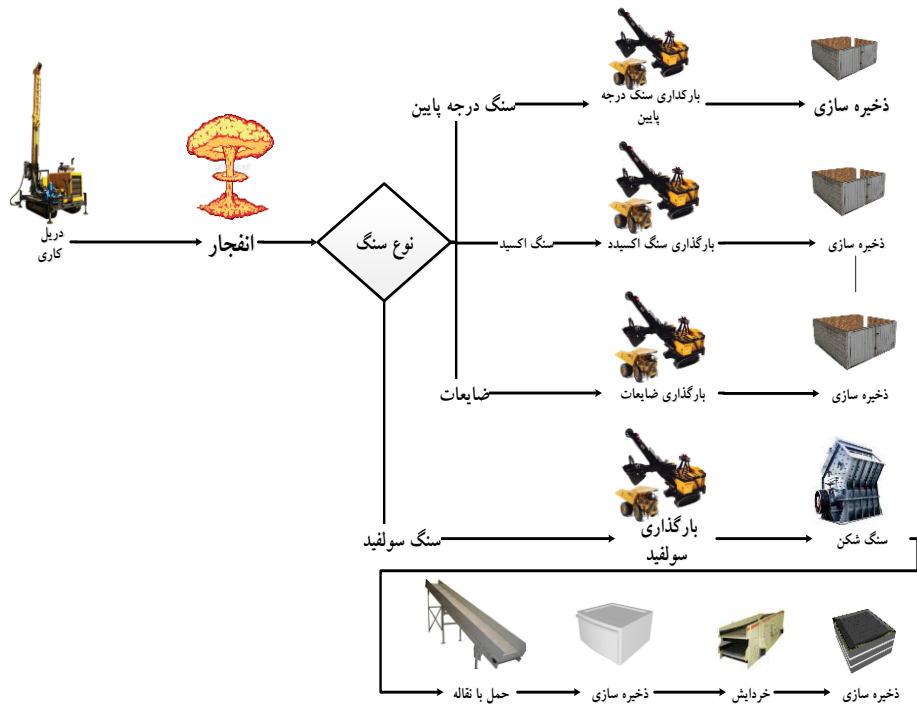 دریل
کاری
انفجار
نوع سنگ
سنگ درجه پایین
بارکداری سنک درجه
پایین
ذخیره سازی
سنگ اکسید
بارگذاری سنگ اکسیدد
ذخیره سازی
ضایعات
بارگذاری ضایعات
ذخیره سازی
سنگ سولفید
بارگذاری
سولفید
سنگ شکن
حمل با نقاله
ذخیره سازی
خردایش
ذخیره سازی